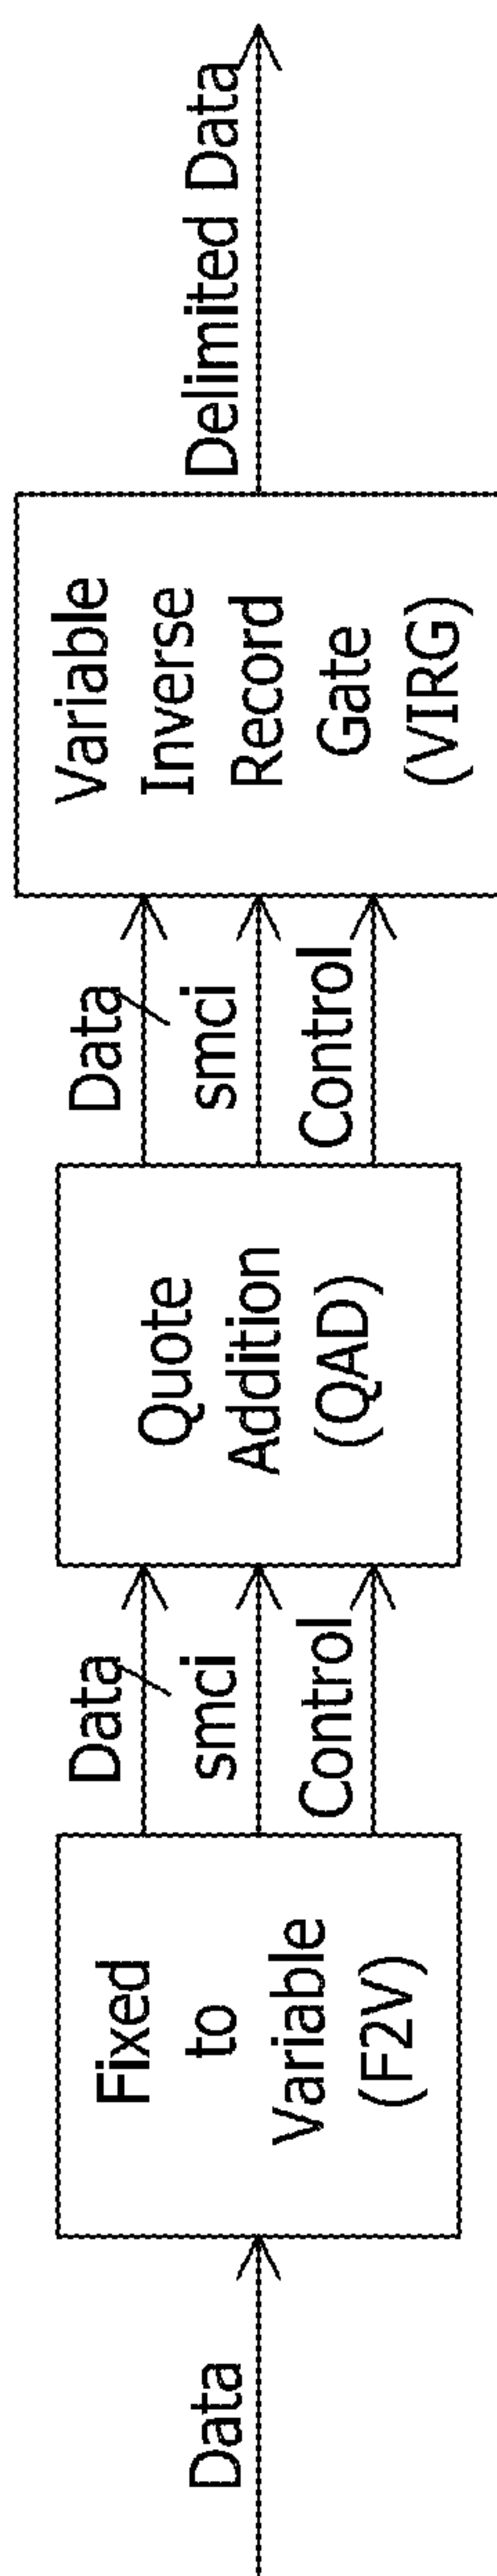 Data
Fixed
to
Variable
(F2V)
Data
smci
Control
Quote
Addition
(QAD)
Data
smci
Control
Variable
Inverse
Record
Gate
(VIRG)
Delimited Data